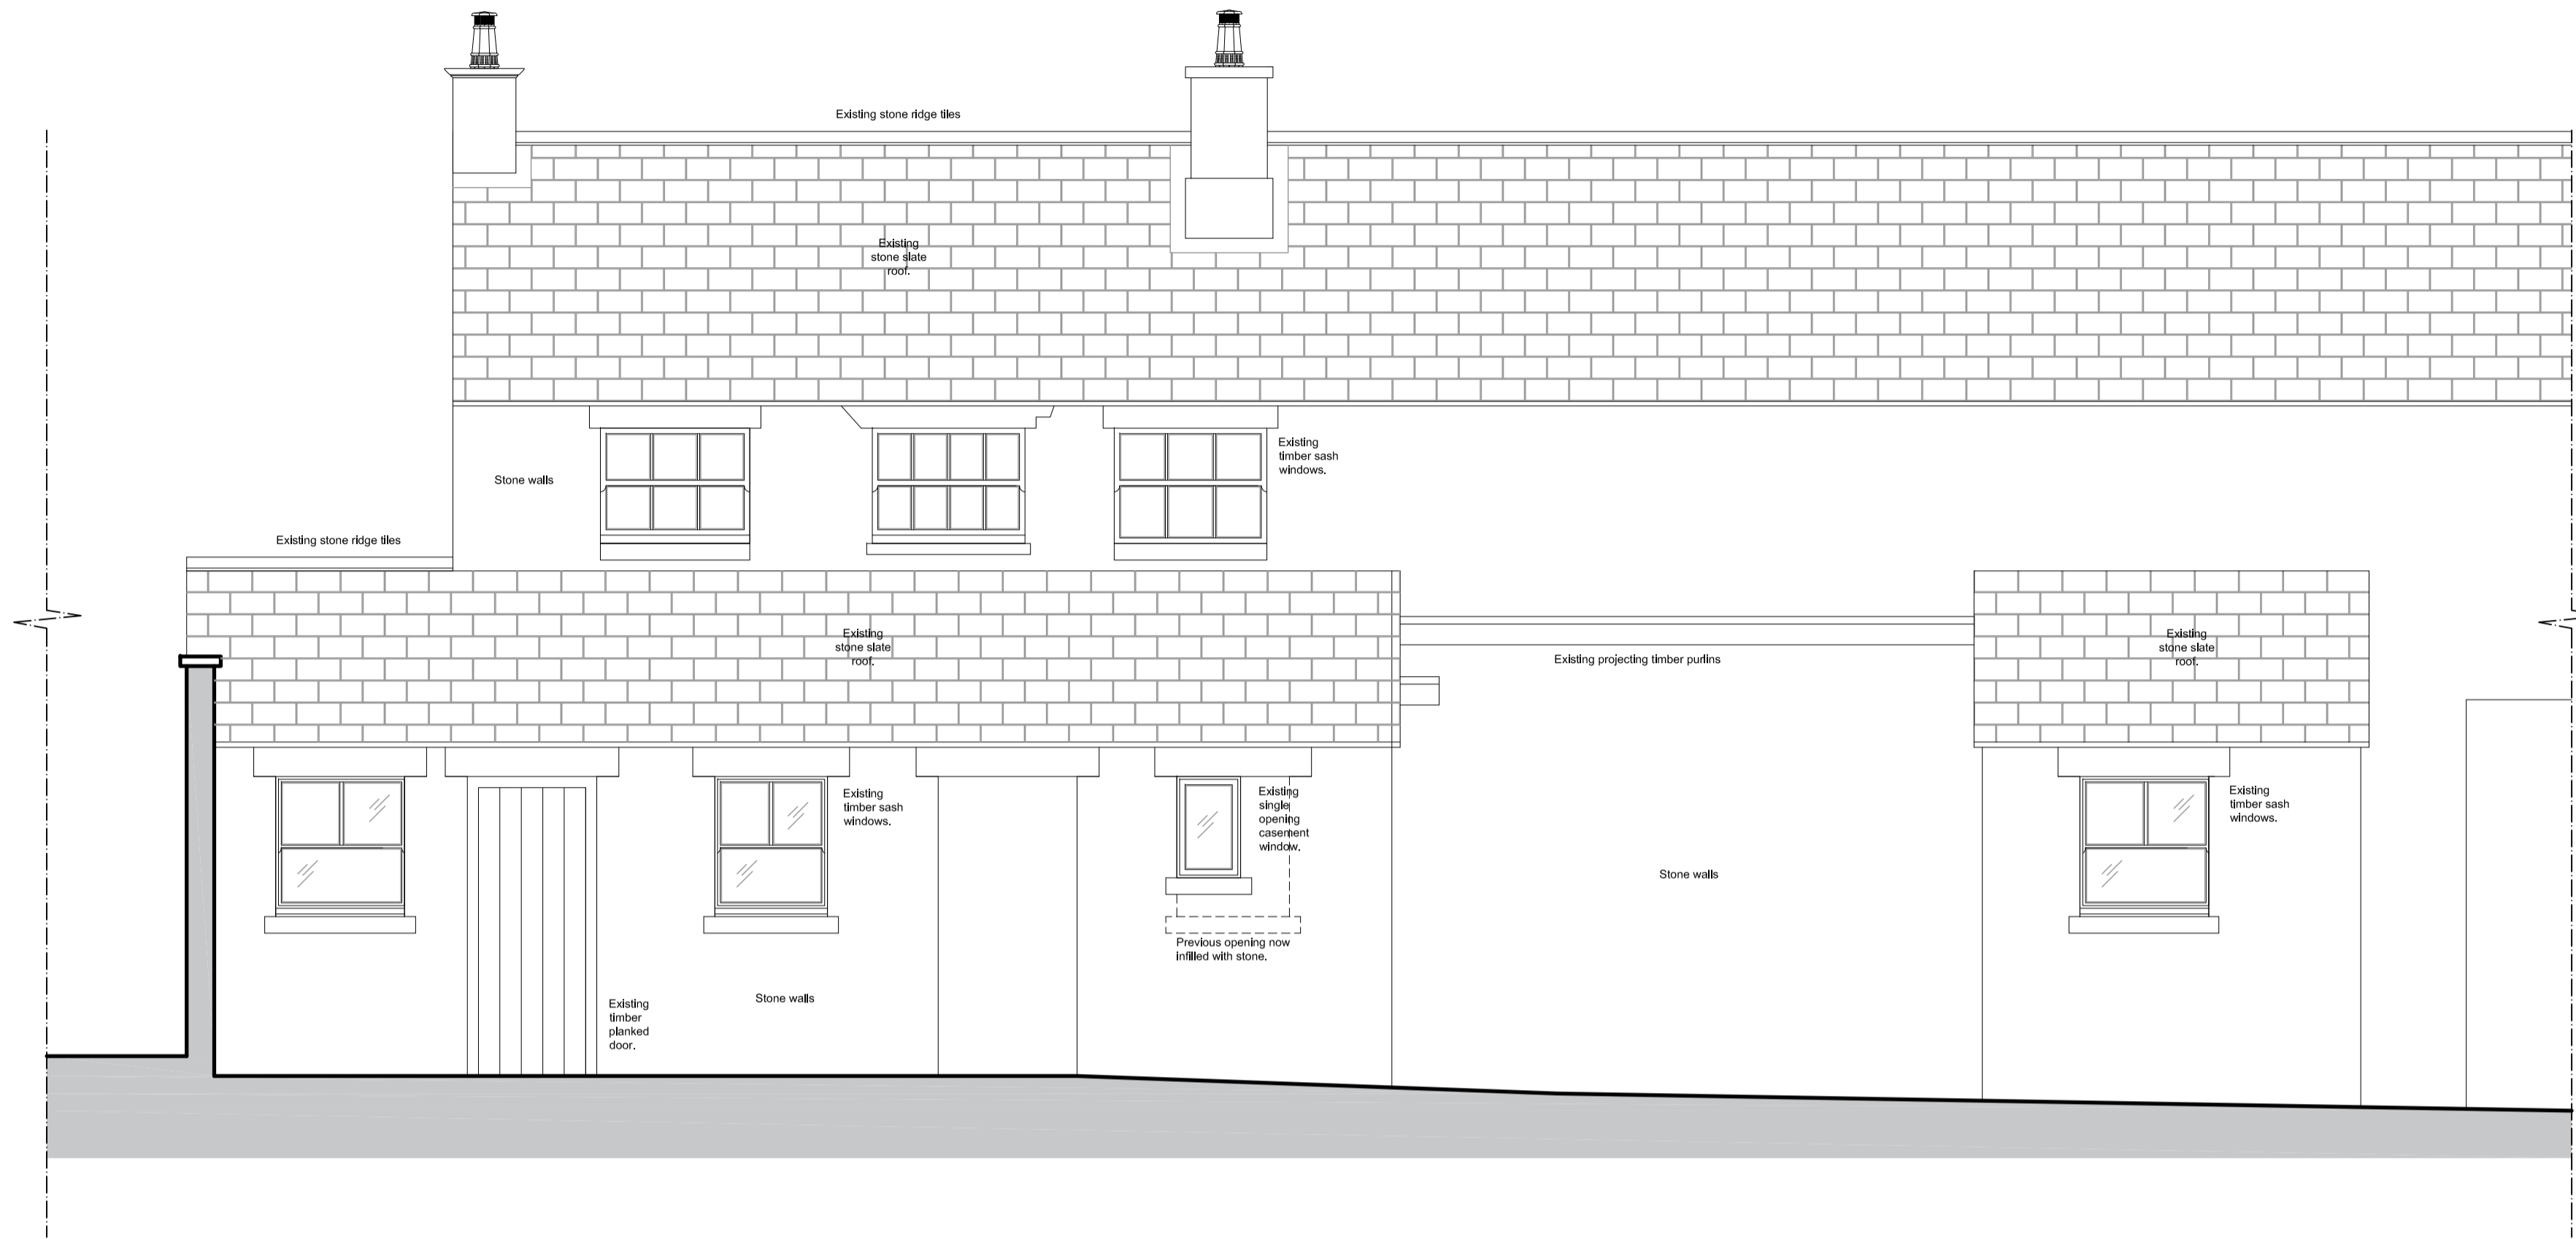 Existing stone ridge tiles
Existing
stone slate
roof.
Existing
timber sash
windows.
Stone walls
Existing stone ridge tiles
Existing
stone slate
roof.
Existing projecting timber purlins
Existing
stone slate
roof.
Existing
timber sash
windows.
Existing
single
opening
casement
window.
Existing
timber sash
windows.
Stone walls
Previous opening now
infilled with stone.
Stone walls
Existing
timber
planked
door.